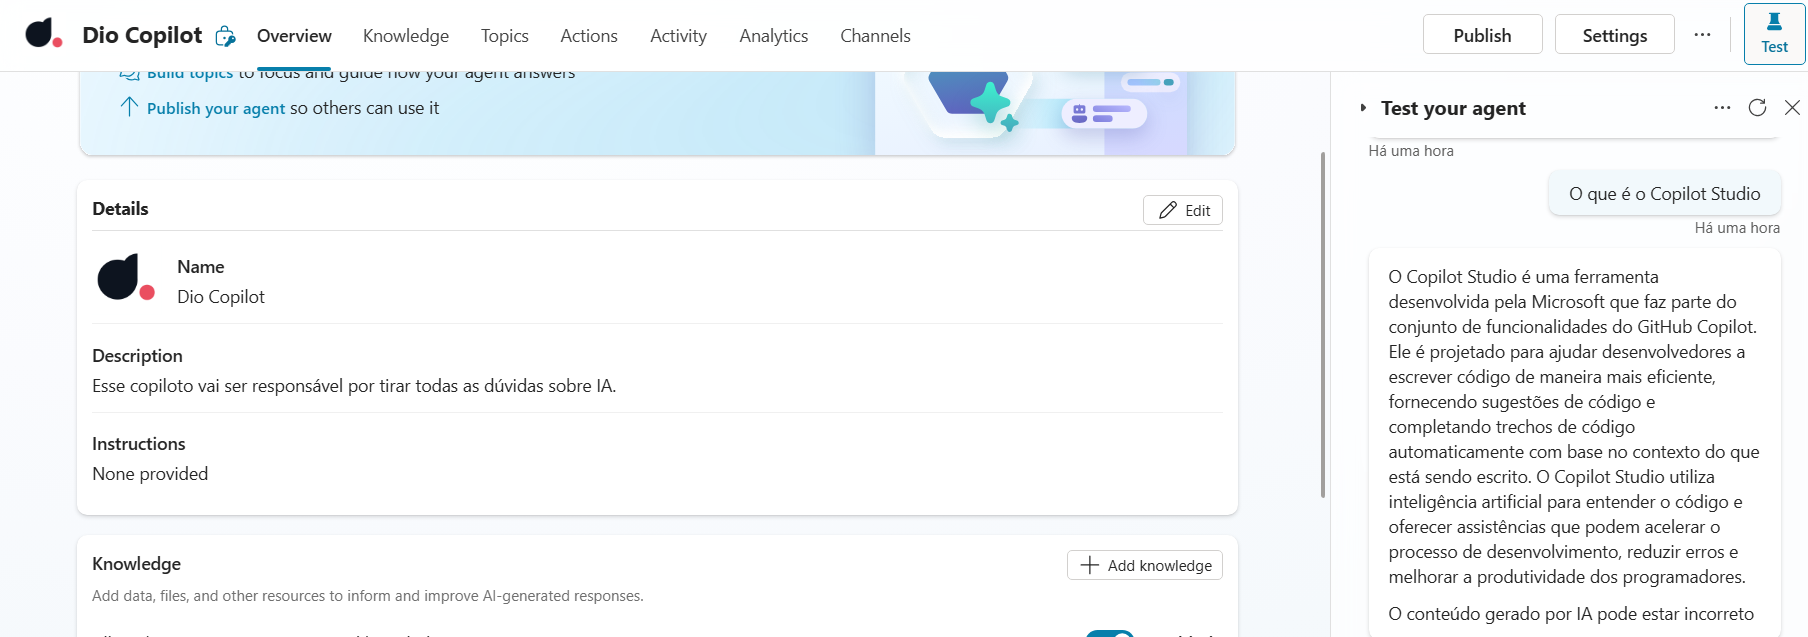 Dio Copilot
Overview
Knowledge
Topics
Actions
Activity
Analytics
Channels
Publish
Settings
Test
Build topics to focus and guide how your agent answers
Publish your agent so others can use it
Details
Edit
Name
Dio Copilot
Description
Esse copiloto vai ser responsável por tirar todas as dúvidas sobre IA.
Instructions
None provided
Knowledge
Add knowledge
Add data, files, and other resources to inform and improve AI-generated responses.
Test your agent
Há uma hora
O que é o Copilot Studio
Há uma hora
O Copilot Studio é uma ferramenta
desenvolvida pela Microsoft que faz parte do
conjunto de funcionalidades do GitHub Copilot.
Ele é projetado para ajudar desenvolvedores a
escrever código de maneira mais eficiente,
fornecendo sugestões de código e
completando trechos de código
automaticamente com base no contexto do que
está sendo escrito. O Copilot Studio utiliza
inteligência artificial para entender o código e
oferecer assistências que podem acelerar o
processo de desenvolvimento, reduzir erros e
melhorar a produtividade dos programadores.
O conteúdo gerado por IA pode estar incorreto